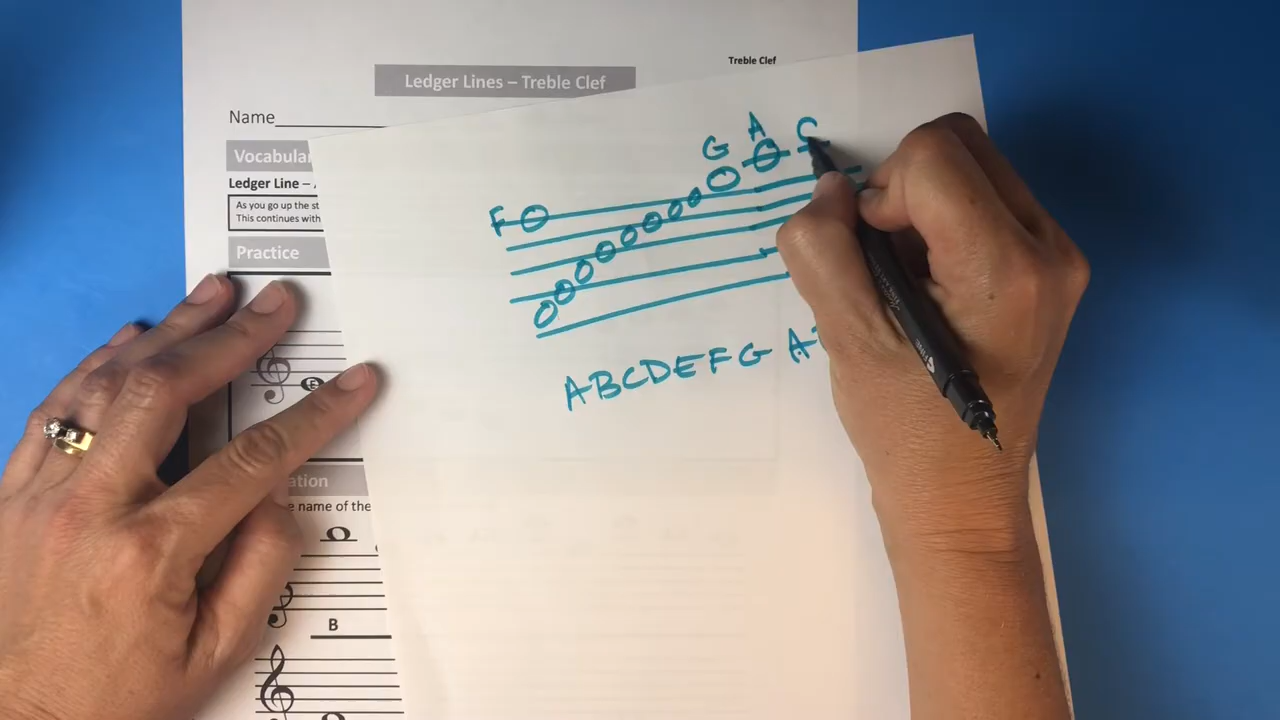 Treble Clef
Ledger Lines – Treble Clef
Name
Vocabular
Ledger Line –
As you go up the st
This continues with
Practice
G A
F
ABCDEFG A
E
ation
e name of the
B